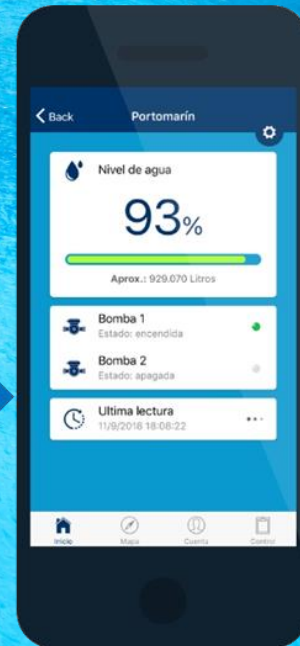 Back
Portomarín
Nivel de agua
93%
Aprox.: 929.070 Litros
Bomba 1
Estado: encendida
Bomba 2
Estado: apagada
Ultima lectura
11/9/2018 18:08:22
Inicio
Mapa
Cuenta
Control